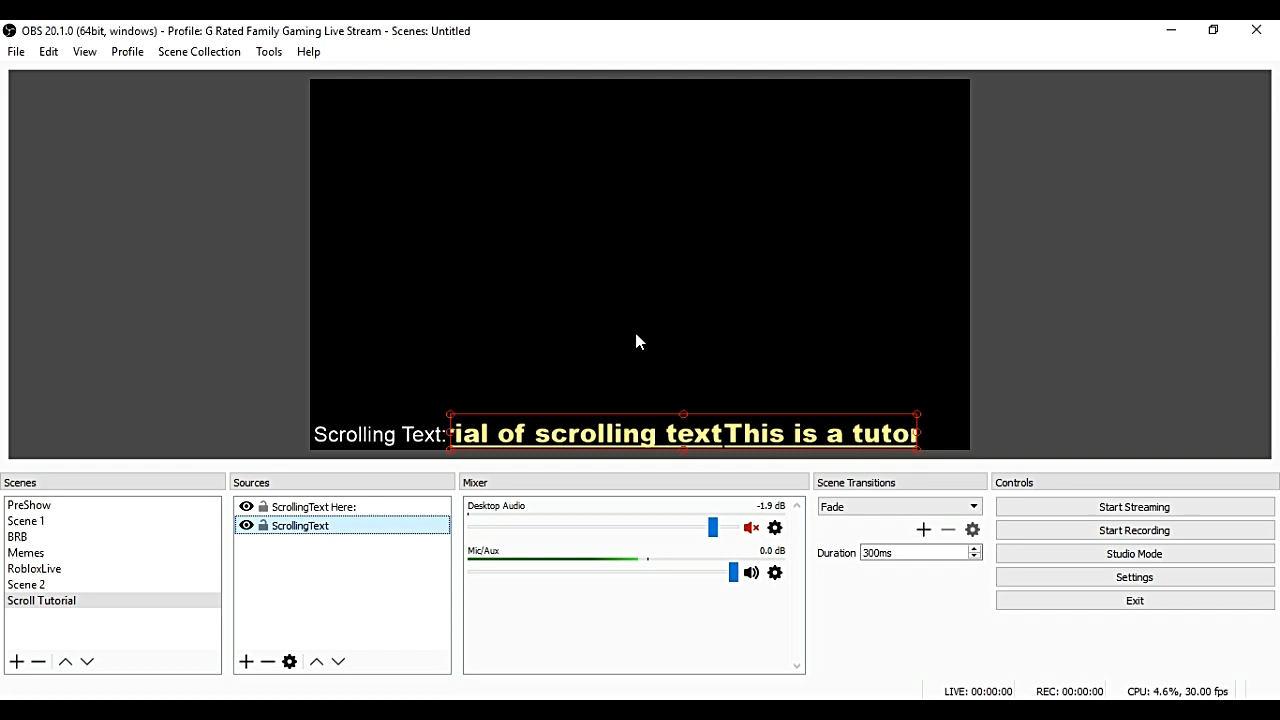 OBS 20.1.0 (64bit, windows) - Profile: G Rated Family Gaming Live Stream - Scenes: Untitled
File Edit View Profile Scene Collection Tools Help
Scrolling Text: ial of scrolling textThis is a tutor
Scenes
PreShow
Scene 1
BRB
Memes
RobloxLive
Scene 2
Scroll Tutorial
Sources
ScrollingText Here:
ScrollingText
Mixer
Desktop Audio -1.9 dB
Mic/Aux 0.0 dB
Scene Transitions
Fade
Duration 300ms
Controls
Start Streaming
Start Recording
Studio Mode
Settings
Exit
LIVE: 00:00:00 REC: 00:00:00 CPU: 4.6%, 30.00 fps